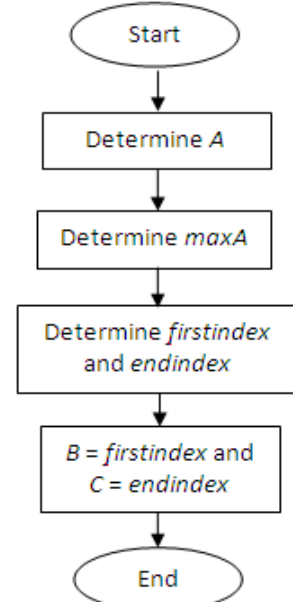 Start
Determine A
Determine maxA
Determine firstindex
and endindex
B = firstindex and
C = endindex
End